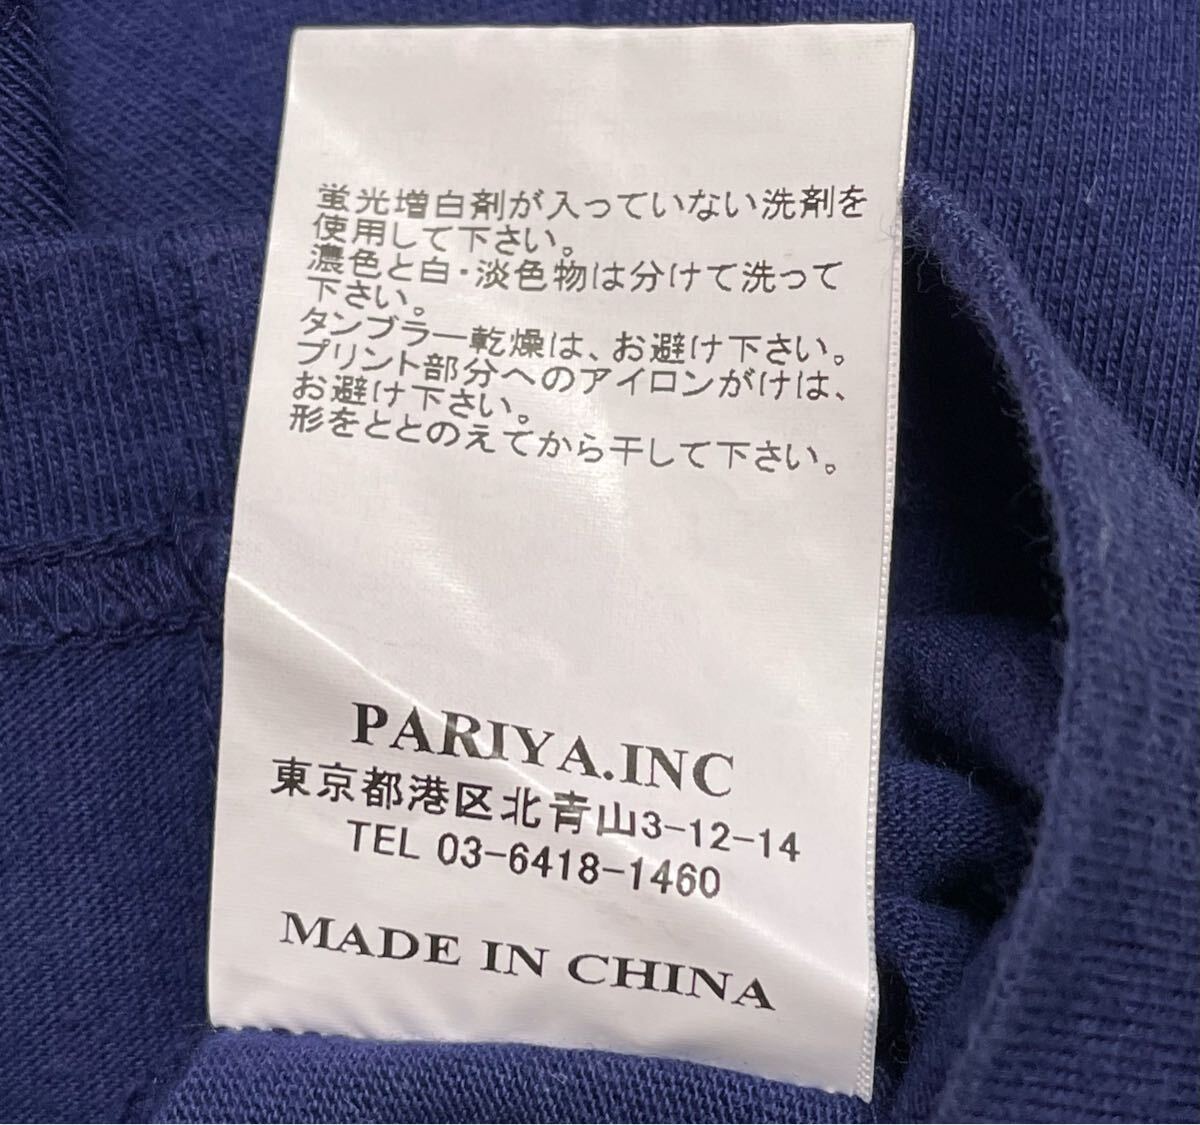 蛍光増白剤が入っていない洗剤を
使用して下さい。
濃色と白・淡色物は分けて洗って
下さい。
タンブラー乾燥は、お避け下さい。
プリント部分へのアイロンがけは、
お避け下さい。
形をととのえてから干して下さい。
PARIYA.INC
東京都港区北青山3-12-14
TEL 03-6418-1460
MADE IN CHINA